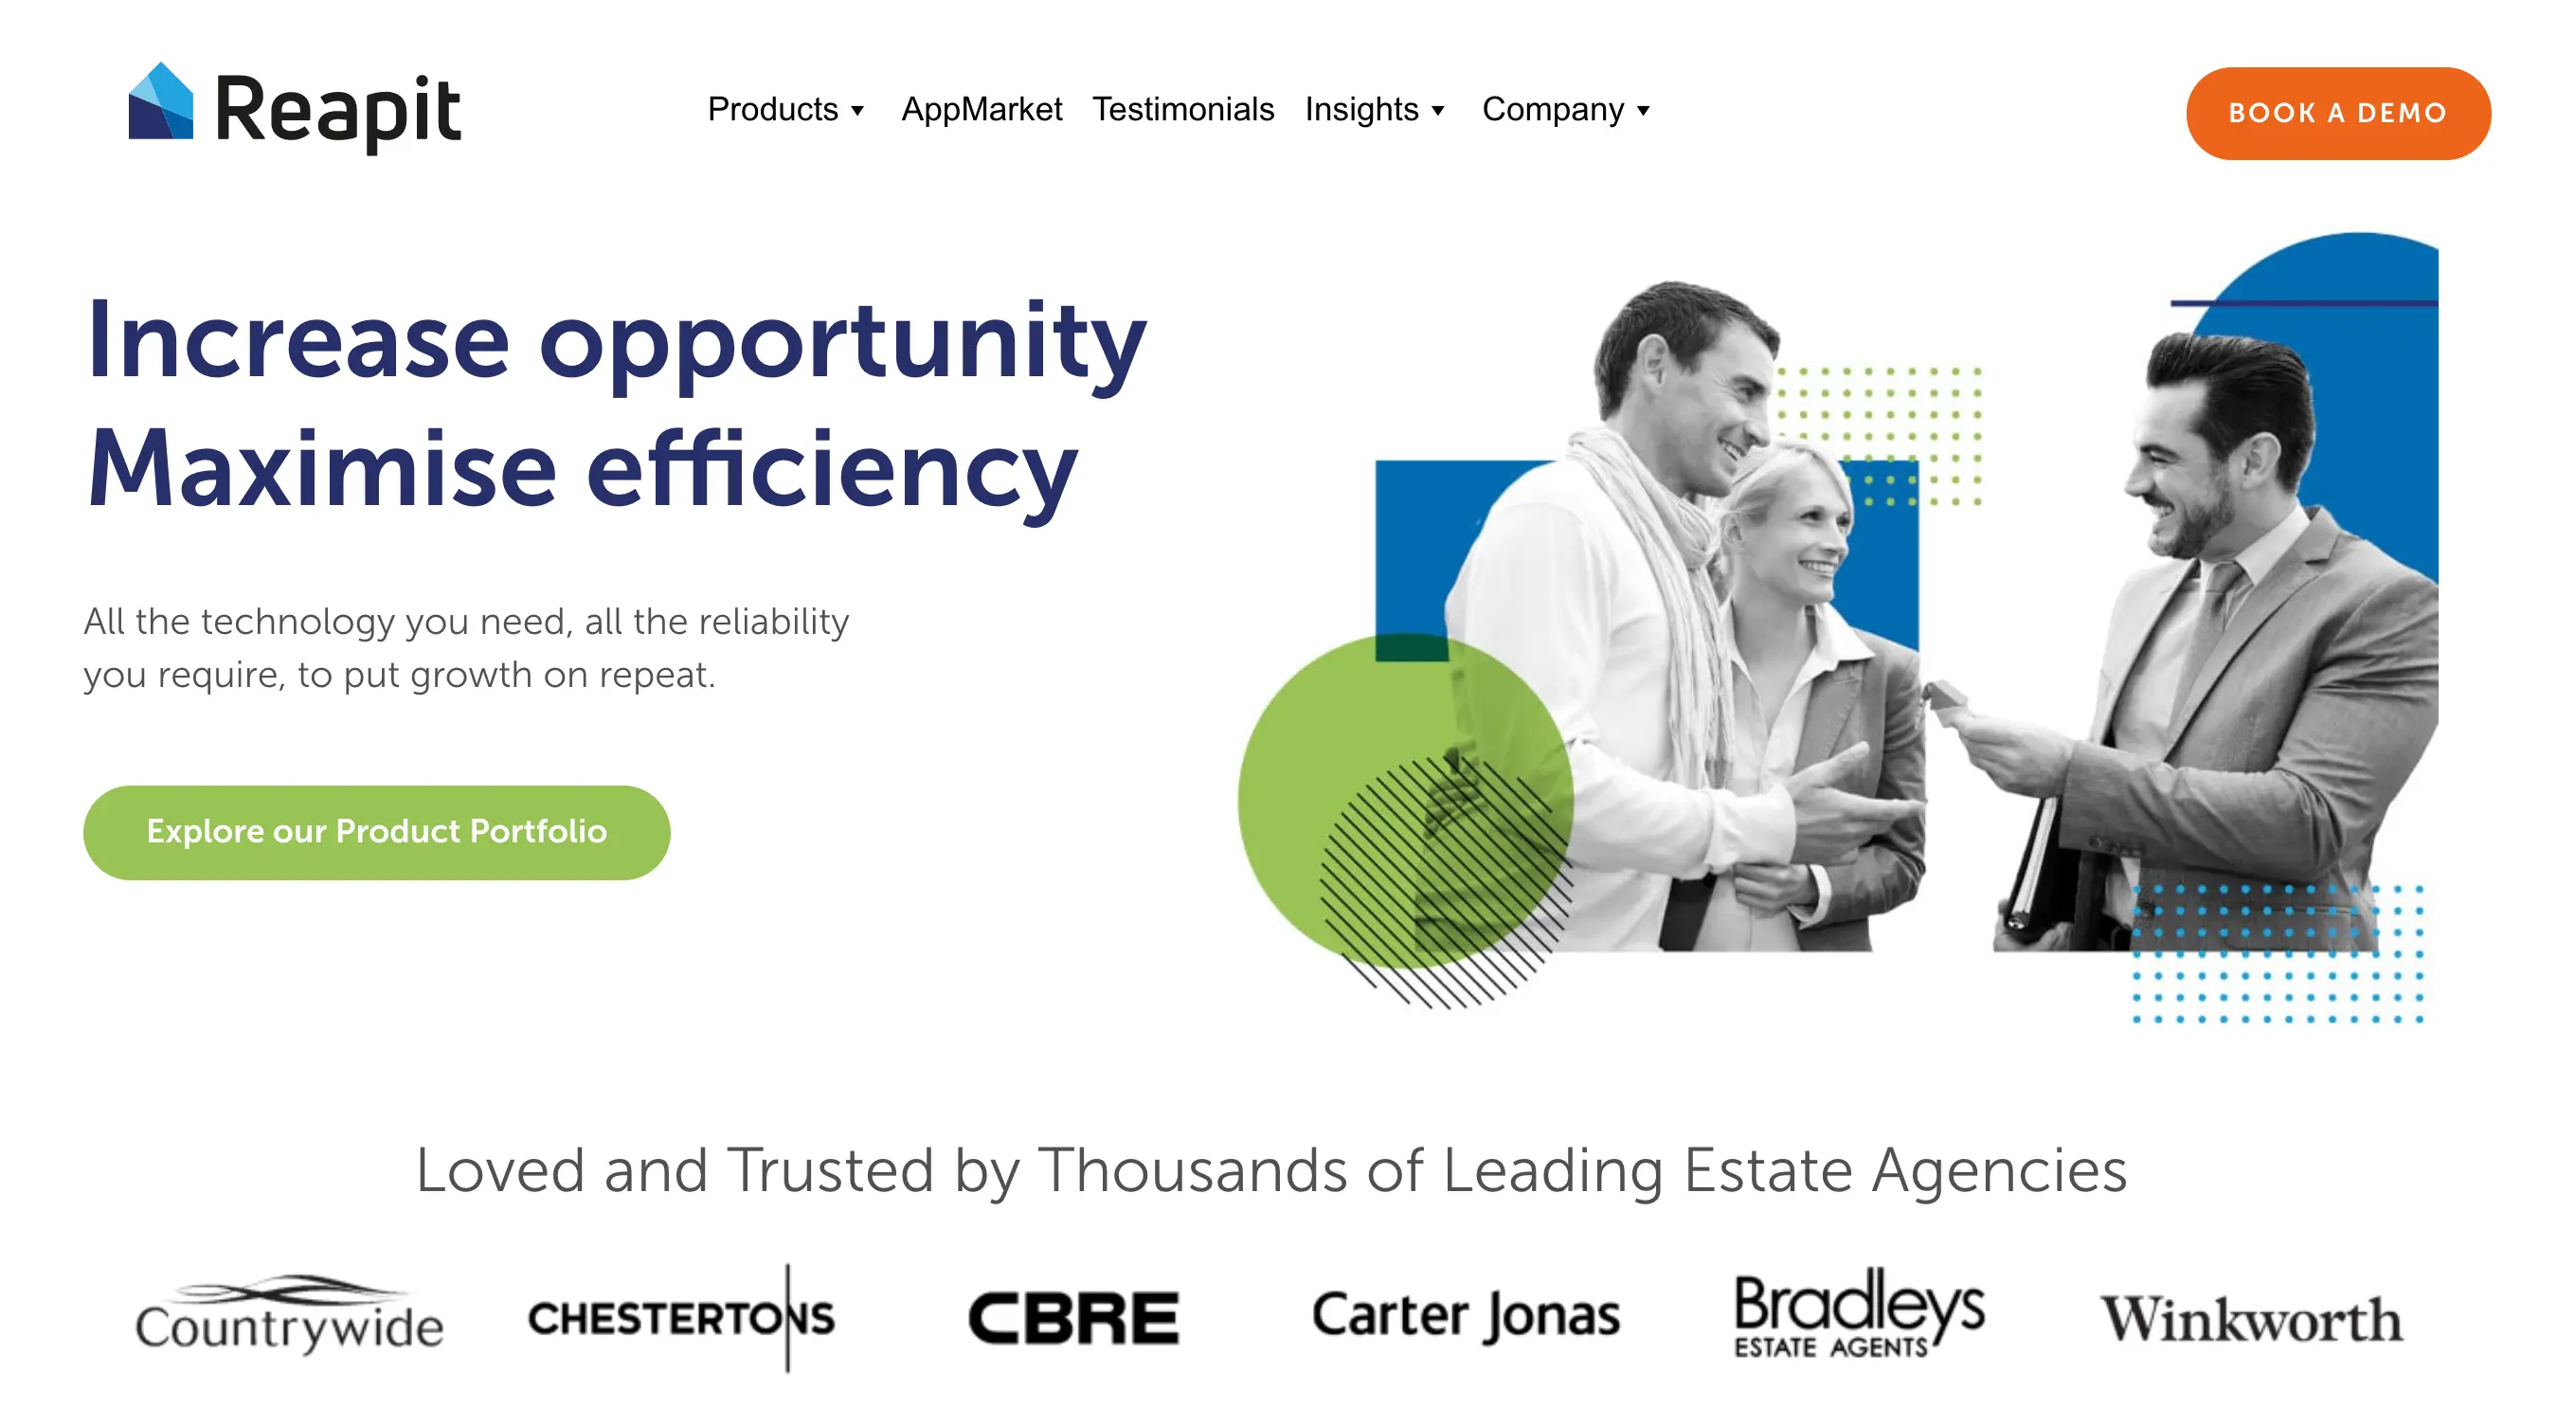 Reapit
Products
AppMarket
Testimonials
Insights
Company
BOOK A DEMO
Increase opportunity
Maximise efficiency
All the technology you need, all the reliability
you require, to put growth on repeat.
Explore our Product Portfolio
Loved and Trusted by Thousands of Leading Estate Agencies
Countrywide
CHESTERTONS
CBRE
Carter Jonas
Bradleys
ESTATE AGENTS
Winkworth